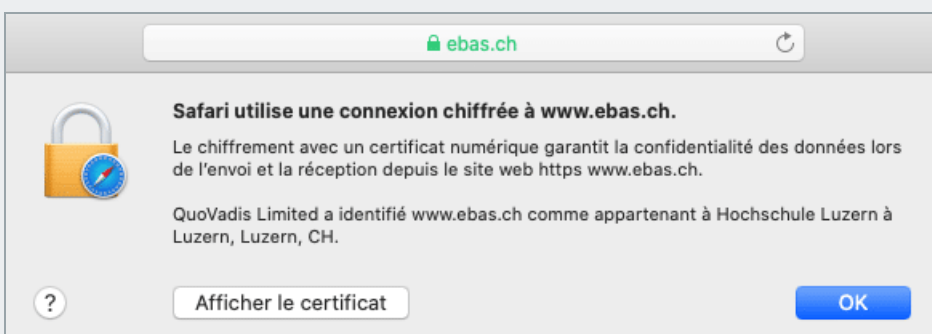 ebas.ch
Safari utilise une connexion chiffrée à www.ebas.ch.
Le chiffrement avec un certificat numérique garantit la confidentialité des données lors
de l'envoi et la réception depuis le site web https www.ebas.ch.
QuoVadis Limited a identifié www.ebas.ch comme appartenant à Hochschule Luzern à
Luzern, Luzern, CH.
? Afficher le certificat OK